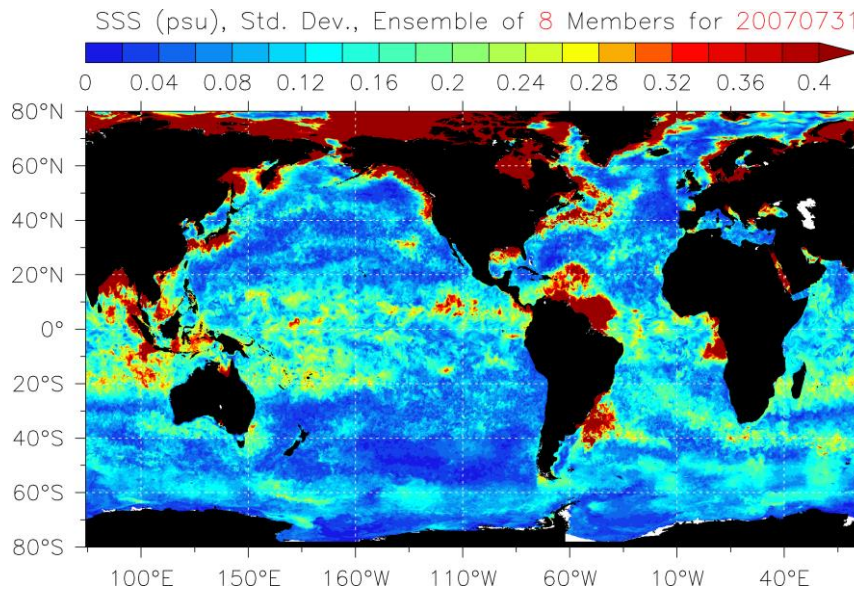 SSS (psu), Std. Dev., Ensemble of 8 Members for 20070731
0 0.04 0.08 0.12 0.16 0.2 0.24 0.28 0.32 0.36 0.4
80°N
60°N
40°N
20°N
0°
20°S
40°S
60°S
80°S
100°E 150°E 160°W 110°W 60°W 10°W 40°E